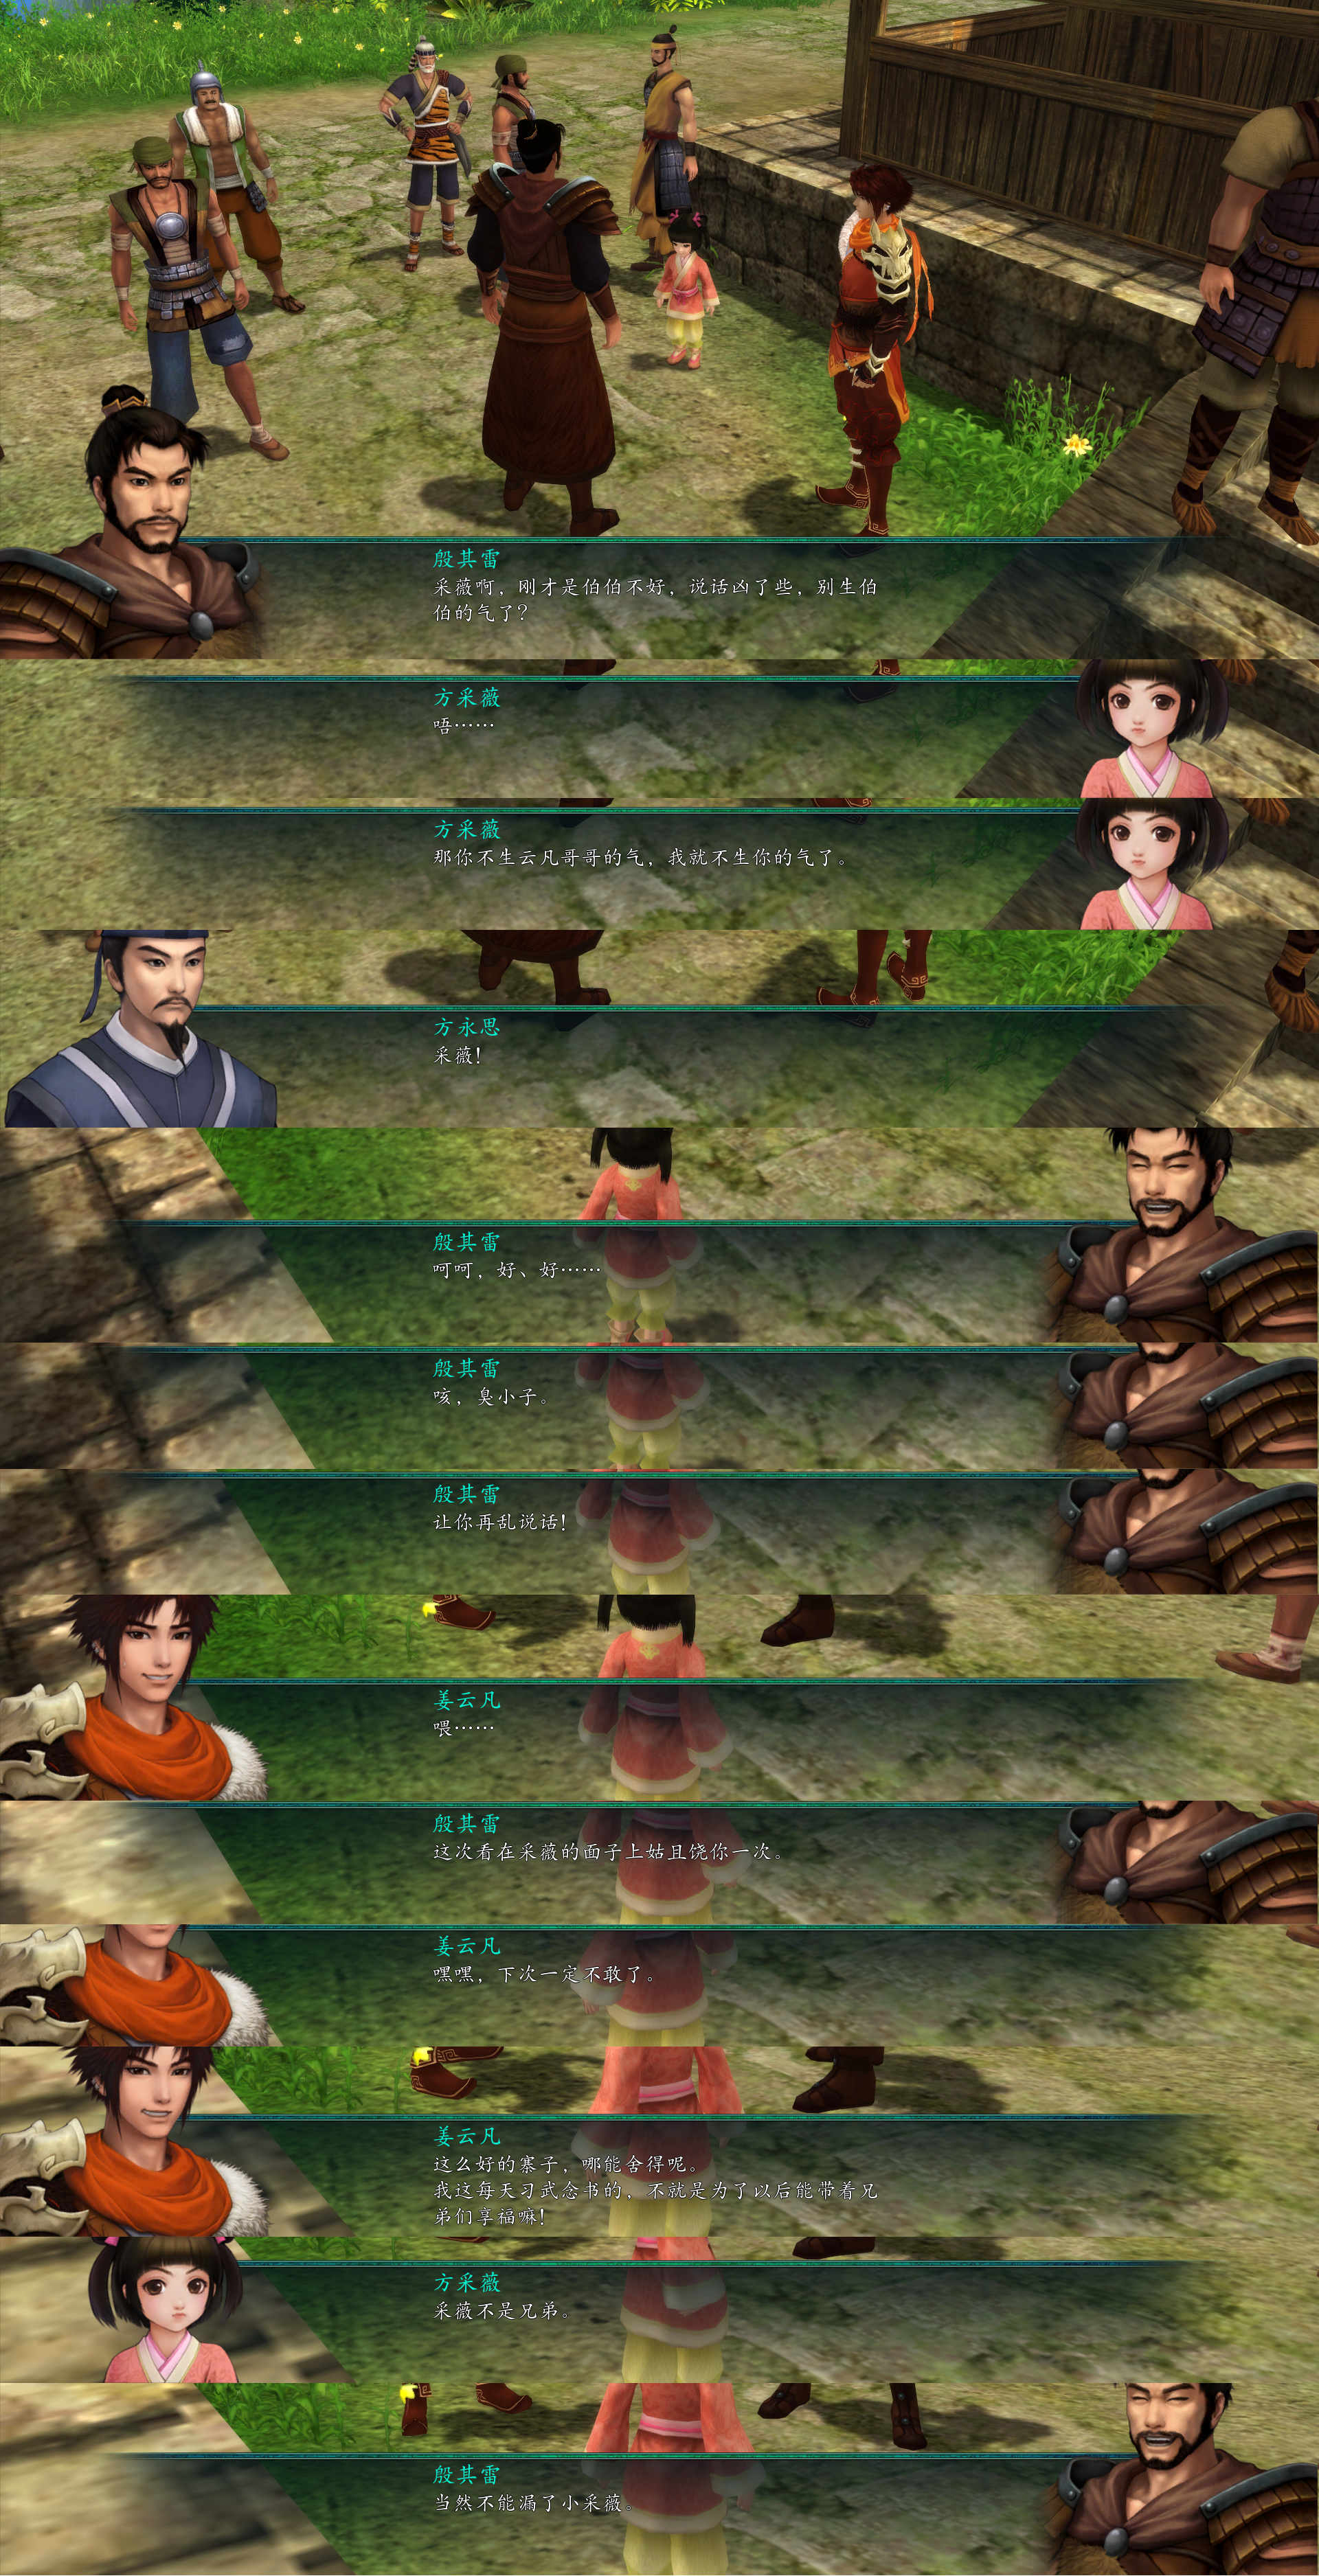 殷其雷
采薇啊，刚才是伯伯不好，说话凶了些，别生伯
伯的气了？
方采薇
唔……
方采薇
那你不生云凡哥哥的气，我就不生你的气了。
方永思
采薇！
殷其雷
呵呵，好、好……
殷其雷
咳，臭小子。
殷其雷
让你再乱说话！
姜云凡
喂……
殷其雷
这次看在采薇的面子上姑且饶你一次。
姜云凡
嘿嘿，下次一定不敢了。
姜云凡
这么好的寨子，哪能舍得呢。
我这每天习武念书的，不就是为了以后能带着兄
弟们享福嘛！
方采薇
采薇不是兄弟。
殷其雷
当然不能漏了小采薇。